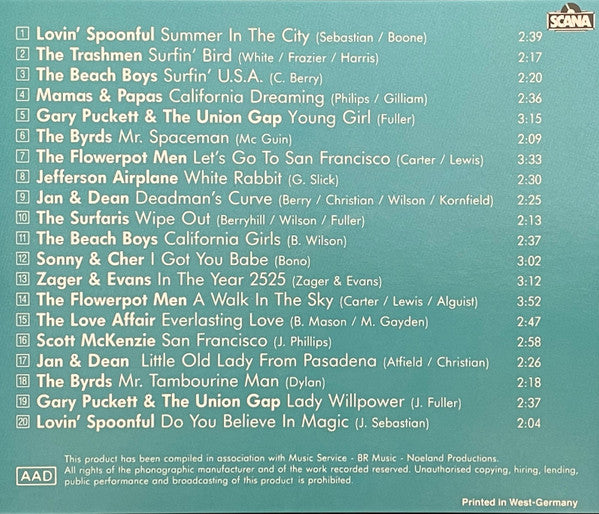 SCANA
1 Lovin' Spoonful Summer In The City (Sebastian / Boone) 2:39
2 The Trashmen Surfin' Bird (White / Frazier / Harris) 2:17
3 The Beach Boys Surfin' U.S.A. (C. Berry) 2:20
4 Mamas & Papas California Dreaming (Philips / Gilliam) 2:36
5 Gary Puckett & The Union Gap Young Girl (Fuller) 3:15
6 The Byrds Mr. Spaceman (Mc Guin) 2:09
7 The Flowerpot Men Let's Go To San Francisco (Carter / Lewis) 3:33
8 Jefferson Airplane White Rabbit (G. Slick) 2:30
9 Jan & Dean Deadman's Curve (Berry / Christian / Wilson / Kornfield) 2:25
10 The Surfaris Wipe Out (Berryhill / Wilson / Fuller) 2:13
11 The Beach Boys California Girls (B. Wilson) 2:37
12 Sonny & Cher I Got You Babe (Bono) 3:02
13 Zager & Evans In The Year 2525 (Zager & Evans) 3:12
14 The Flowerpot Men A Walk In The Sky (Carter / Lewis / Alguist) 3:52
15 The Love Affair Everlasting Love (B. Mason / M. Gayden) 2:47
16 Scott McKenzie San Francisco (J. Phillips) 2:58
17 Jan & Dean Little Old Lady From Pasadena (Atfield / Christian) 2:26
18 The Byrds Mr. Tambourine Man (Dylan) 2:18
19 Gary Puckett & The Union Gap Lady Willpower (J. Fuller) 2:37
20 Lovin' Spoonful Do You Believe In Magic (J. Sebastian) 2:04
This product has been compiled in association with Music Service - BR Music - Noeland Productions.
AAD All rights of the phonographic manufacturer and of the work recorded reserved. Unauthorised copying, hiring, lending,
public performance and broadcasting of this product is prohibited.
Printed in West-Germany